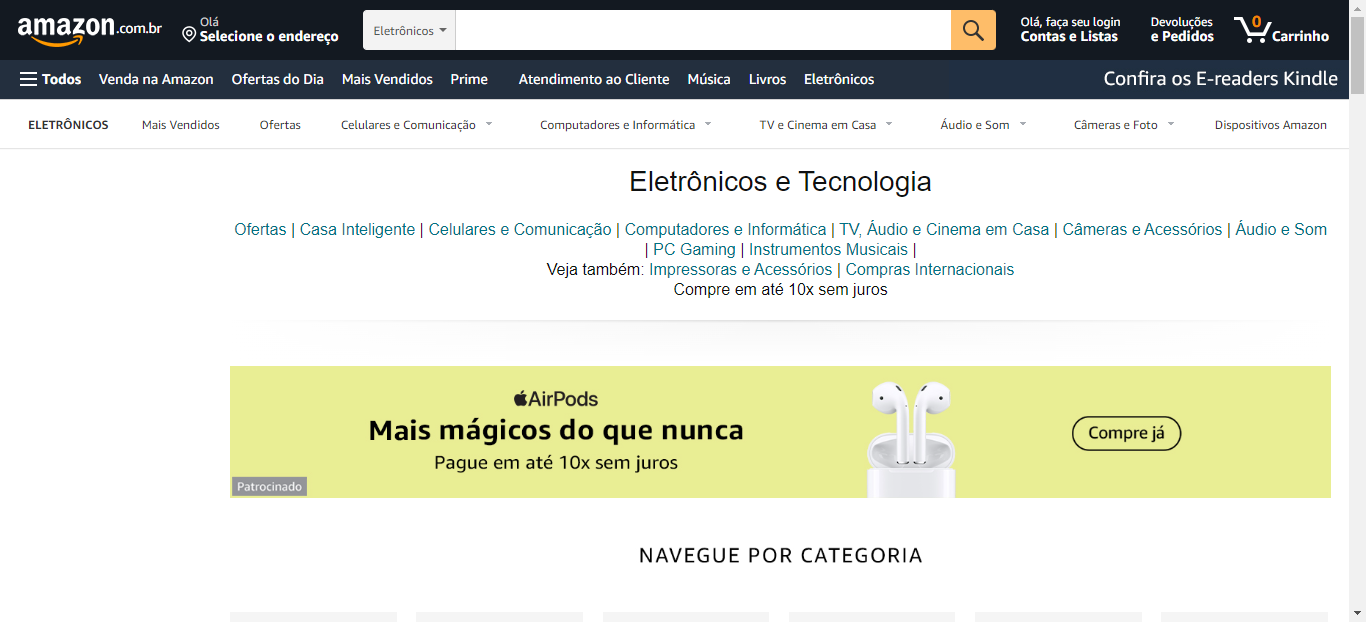 amazon.com.br
Olá
Selecione o endereço
Eletrônicos
Olá, faça seu login
Contas e Listas
Devoluções
e Pedidos
0
Carrinho
Todos Venda na Amazon Ofertas do Dia Mais Vendidos Prime Atendimento ao Cliente Música Livros Eletrônicos Confira os E-readers Kindle
ELETRÔNICOS Mais Vendidos Ofertas Celulares e Comunicação Computadores e Informática TV e Cinema em Casa Áudio e Som Câmeras e Foto Dispositivos Amazon
Eletrônicos e Tecnologia
Ofertas | Casa Inteligente | Celulares e Comunicação | Computadores e Informática | TV, Áudio e Cinema em Casa | Câmeras e Acessórios | Áudio e Som
| PC Gaming | Instrumentos Musicais |
Veja também: Impressoras e Acessórios | Compras Internacionais
Compre em até 10x sem juros
AirPods
Mais mágicos do que nunca
Pague em até 10x sem juros
Compre já
Patrocinado
NAVEGUE POR CATEGORIA